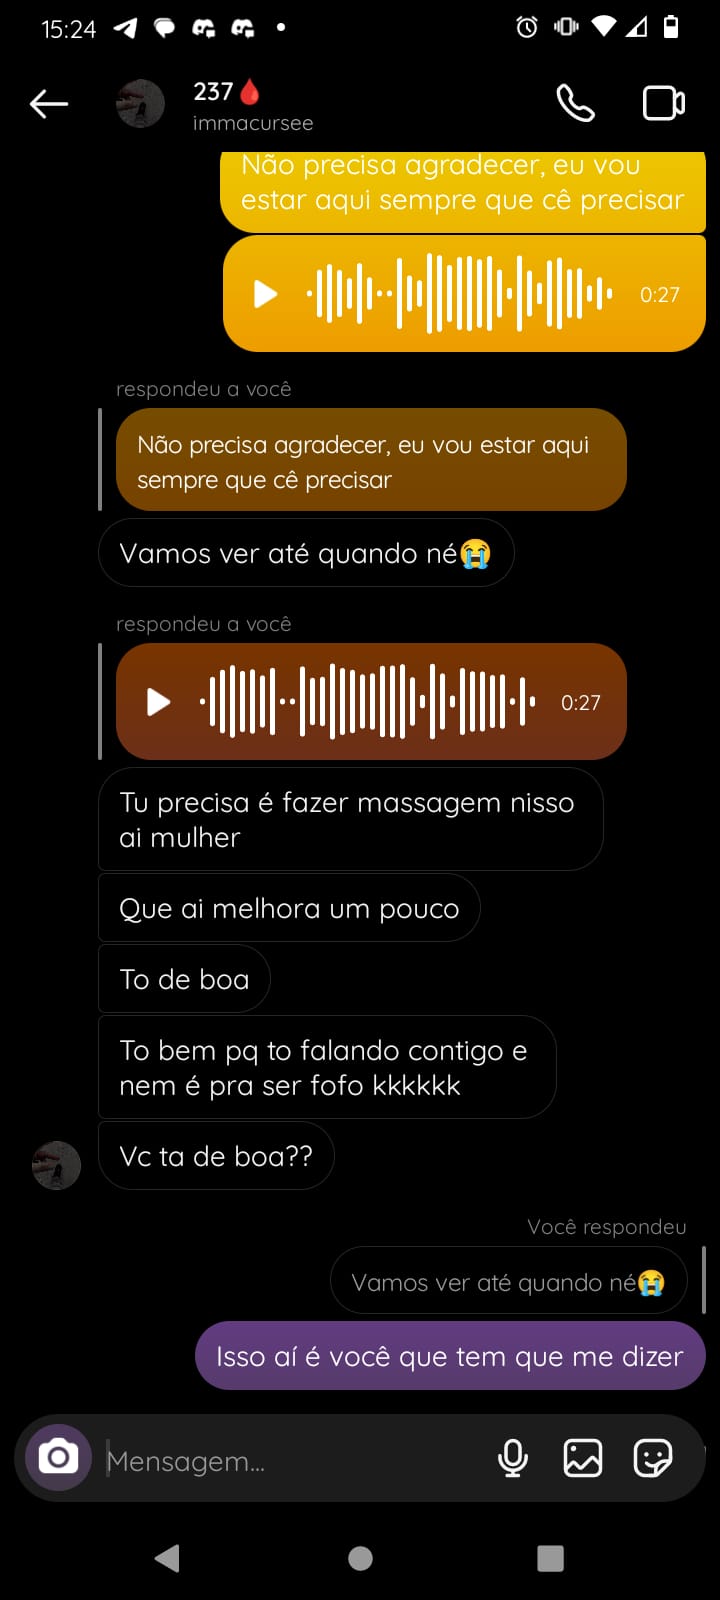 15:24
237🩸
immacursee
Não precisa agradecer, eu vou
estar aqui sempre que cê precisar
0:27
respondeu a você
Não precisa agradecer, eu vou estar aqui
sempre que cê precisar
Vamos ver até quando né😭
respondeu a você
0:27
Tu precisa é fazer massagem nisso
ai mulher
Que ai melhora um pouco
To de boa
To bem pq to falando contigo e
nem é pra ser fofo kkkkkk
Vc ta de boa??
Você respondeu
Vamos ver até quando né😭
Isso aí é você que tem que me dizer
Mensagem...